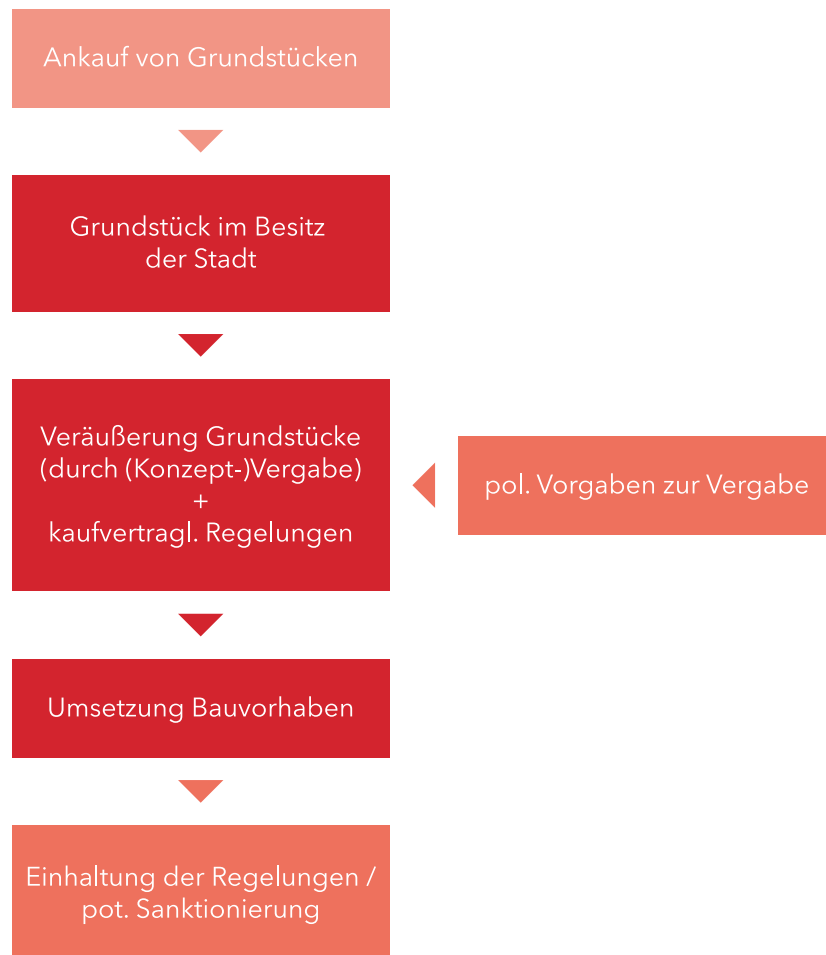 Ankauf von Grundstücken
Grundstück im Besitz
der Stadt
Veräußerung Grundstücke
(durch (Konzept-)Vergabe)
+
kaufvertragl. Regelungen
pol. Vorgaben zur Vergabe
Umsetzung Bauvorhaben
Einhaltung der Regelungen /
pot. Sanktionierung